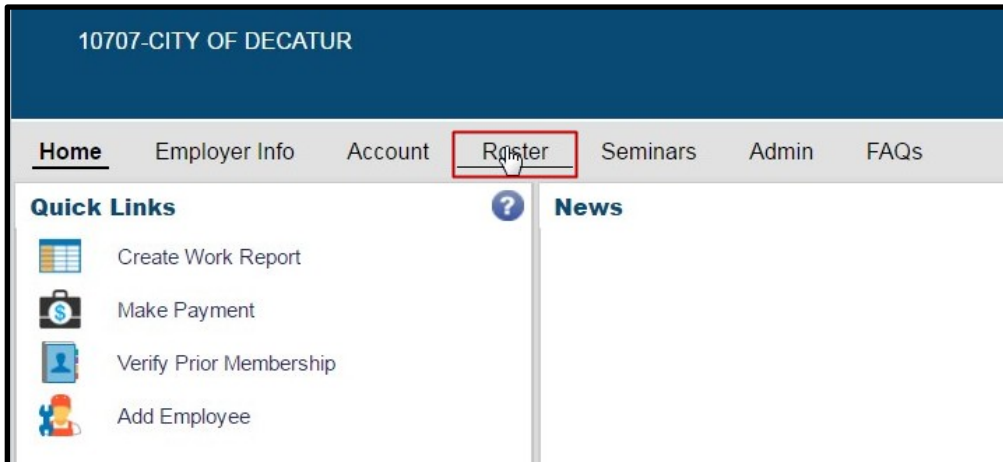 10707-CITY OF DECATUR
Home Employer Info Account Roster Seminars Admin FAQs
Quick Links ?
Create Work Report
Make Payment
Verify Prior Membership
Add Employee
News